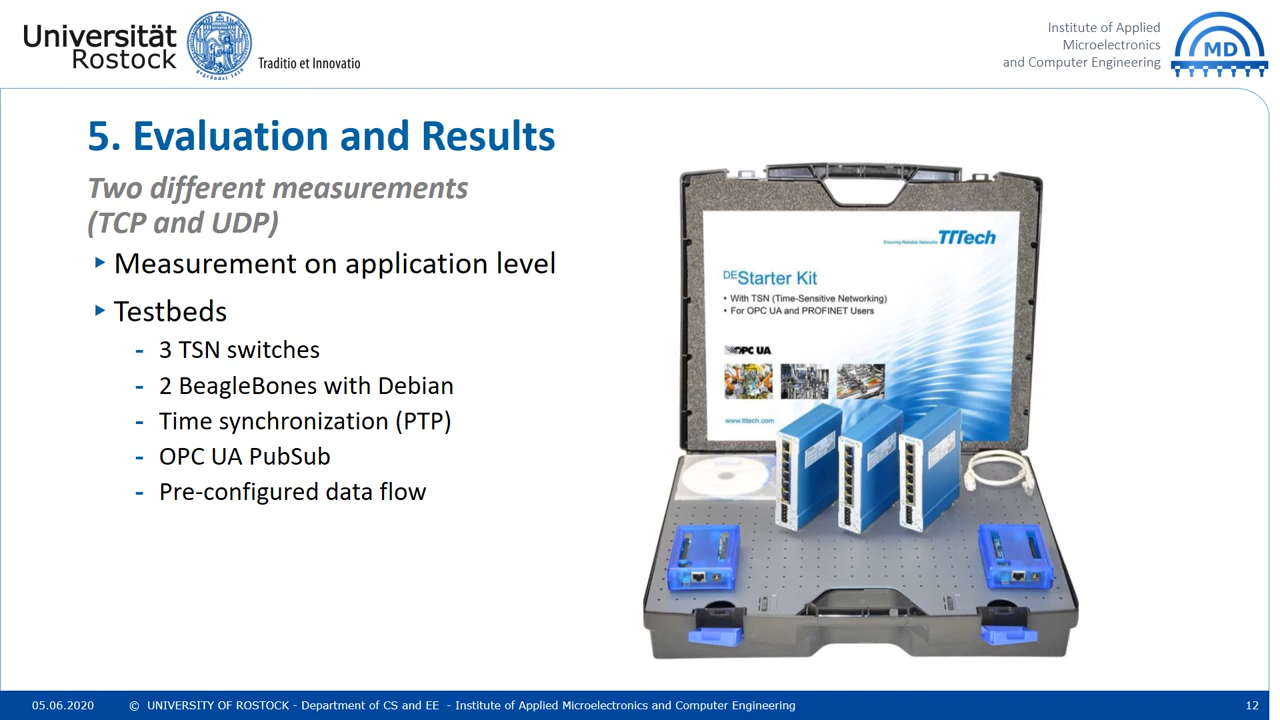 Universität
Rostock
Traditio et Innovatio
Institute of Applied
Microelectronics
and Computer Engineering
MD
5. Evaluation and Results
Two different measurements
(TCP and UDP)
Measurement on application level
Testbeds
- 3 TSN switches
- 2 BeagleBones with Debian
- Time synchronization (PTP)
- OPC UA PubSub
- Pre-configured data flow
Ensuring Reliable Networks TTTech
DE Starter Kit
• With TSN (Time-Sensitive Networking)
• For OPC UA and PROFINET Users
OPC UA
www.tttech.com
05.06.2020 © UNIVERSITY OF ROSTOCK - Department of CS and EE - Institute of Applied Microelectronics and Computer Engineering 12